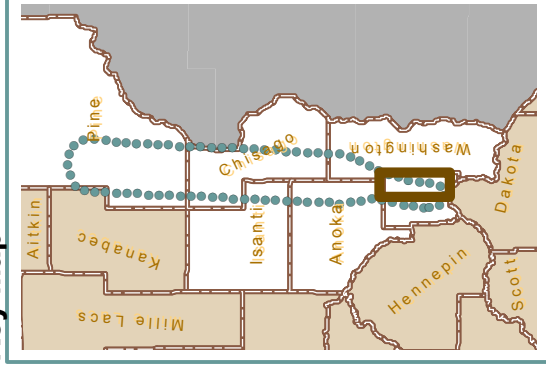 Pine
Chisago
Washington
Dakota
Aitkin
Kanabec
Isanti
Anoka
Hennepin
Scott
Mille Lacs